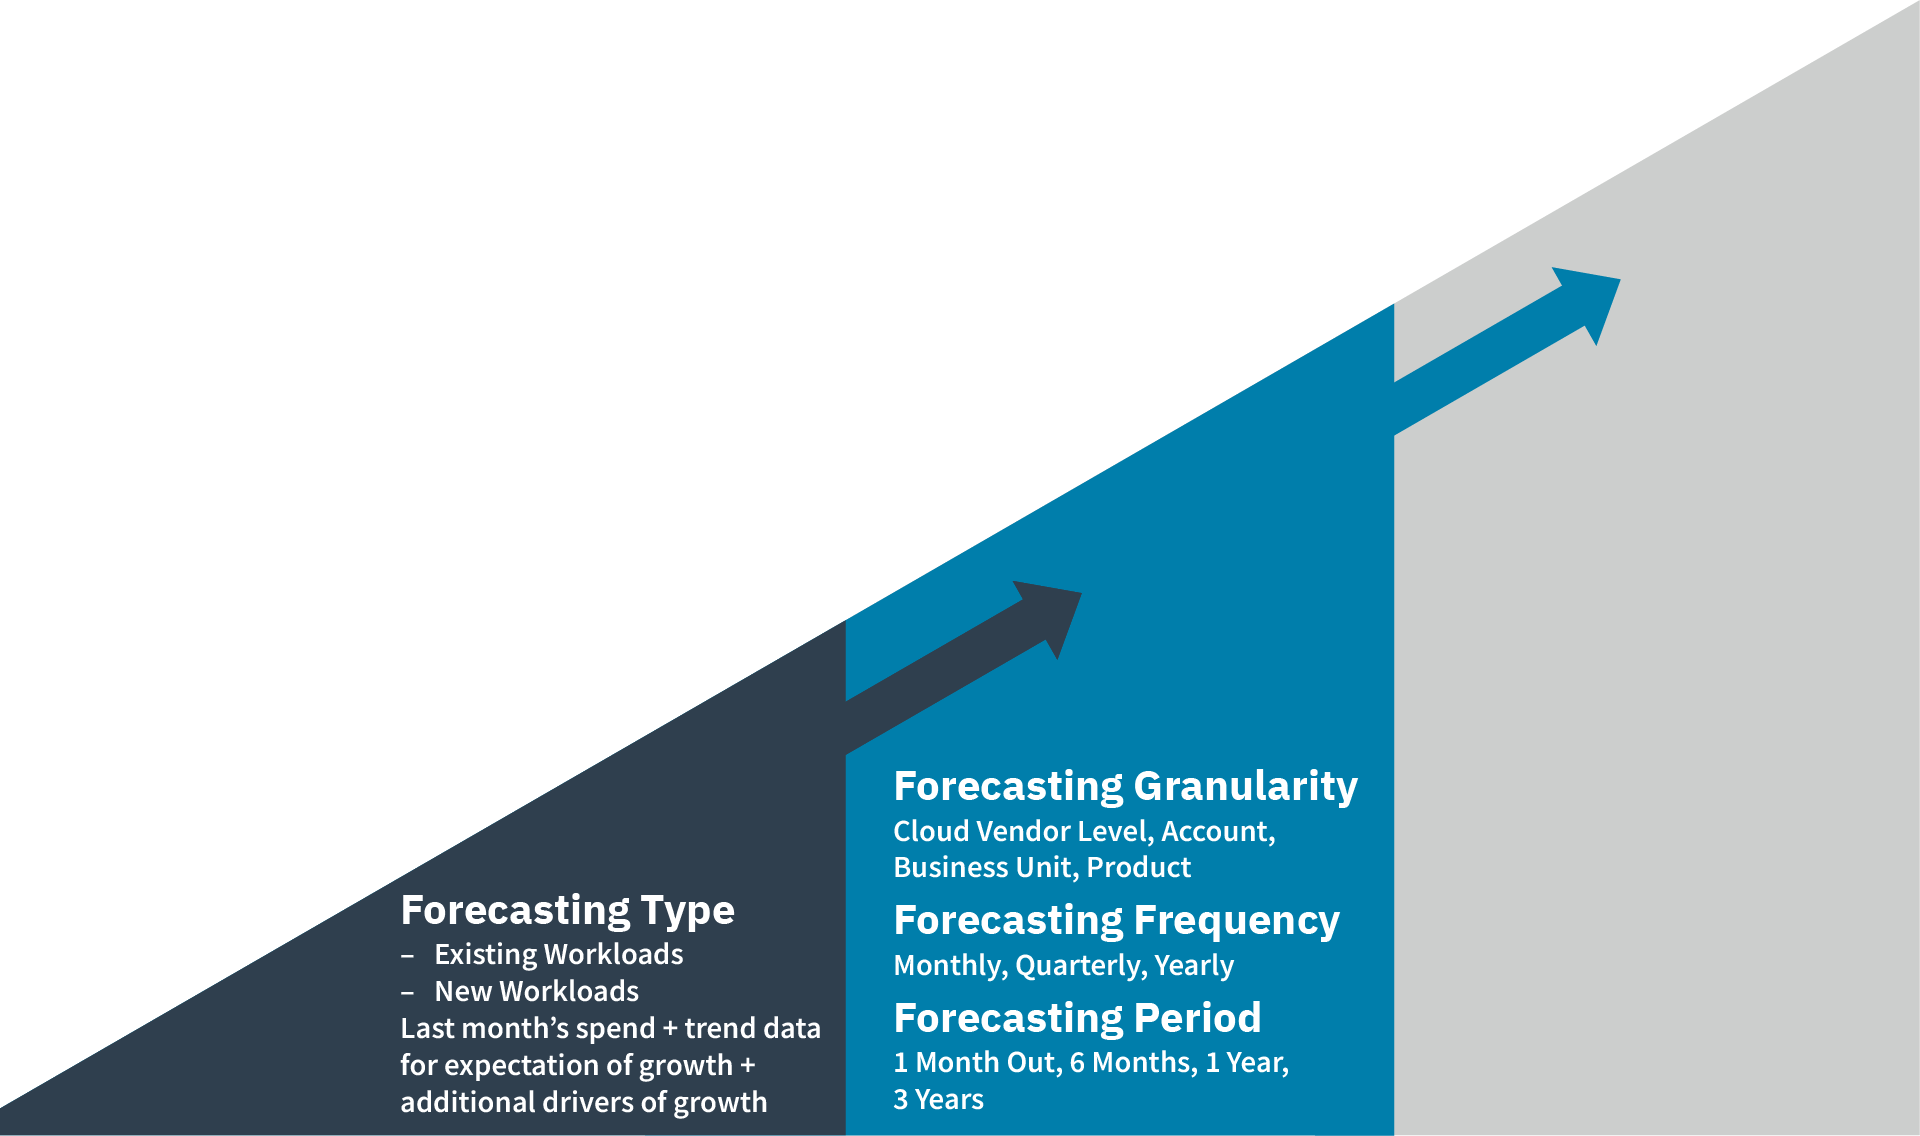 Forecasting Type
– Existing Workloads
– New Workloads
Last month’s spend + trend data
for expectation of growth +
additional drivers of growth
Forecasting Granularity
Cloud Vendor Level, Account,
Business Unit, Product
Forecasting Frequency
Monthly, Quarterly, Yearly
Forecasting Period
1 Month Out, 6 Months, 1 Year,
3 Years